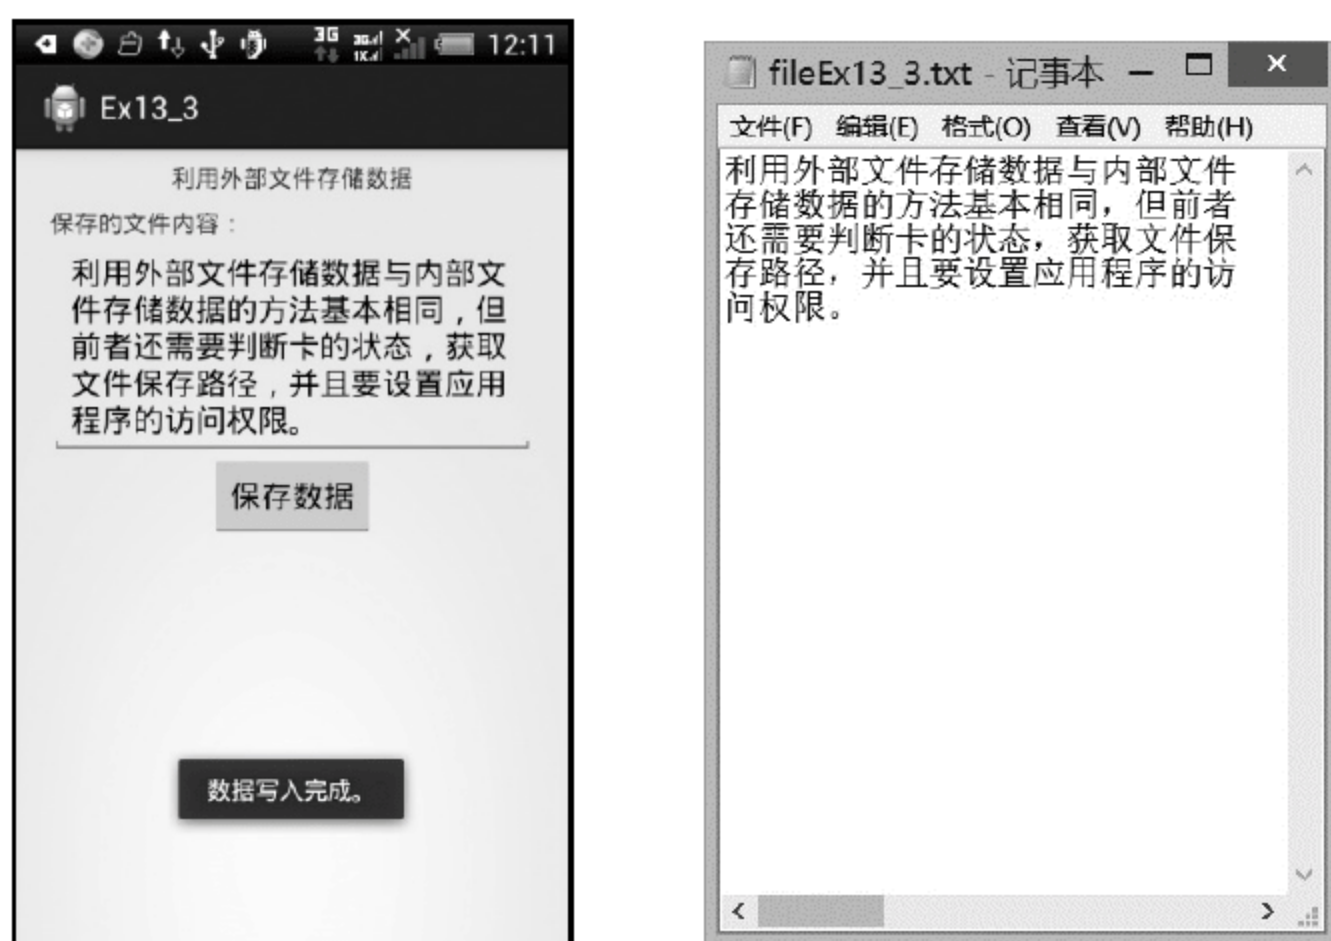 3G
3G
1X
12:11
Ex13_3
利用外部文件存储数据
保存的文件内容：
利用外部文件存储数据与内部文
件存储数据的方法基本相同，但
前者还需要判断卡的状态，获取
文件保存路径，并且要设置应用
程序的访问权限。
保存数据
数据写入完成。
fileEx13_3.txt - 记事本
文件(F) 编辑(E) 格式(O) 查看(V) 帮助(H)
利用外部文件存储数据与内部文件
存储数据的方法基本相同，但前者
还需要判断卡的状态，获取文件保
存路径，并且要设置应用程序的访
问权限。